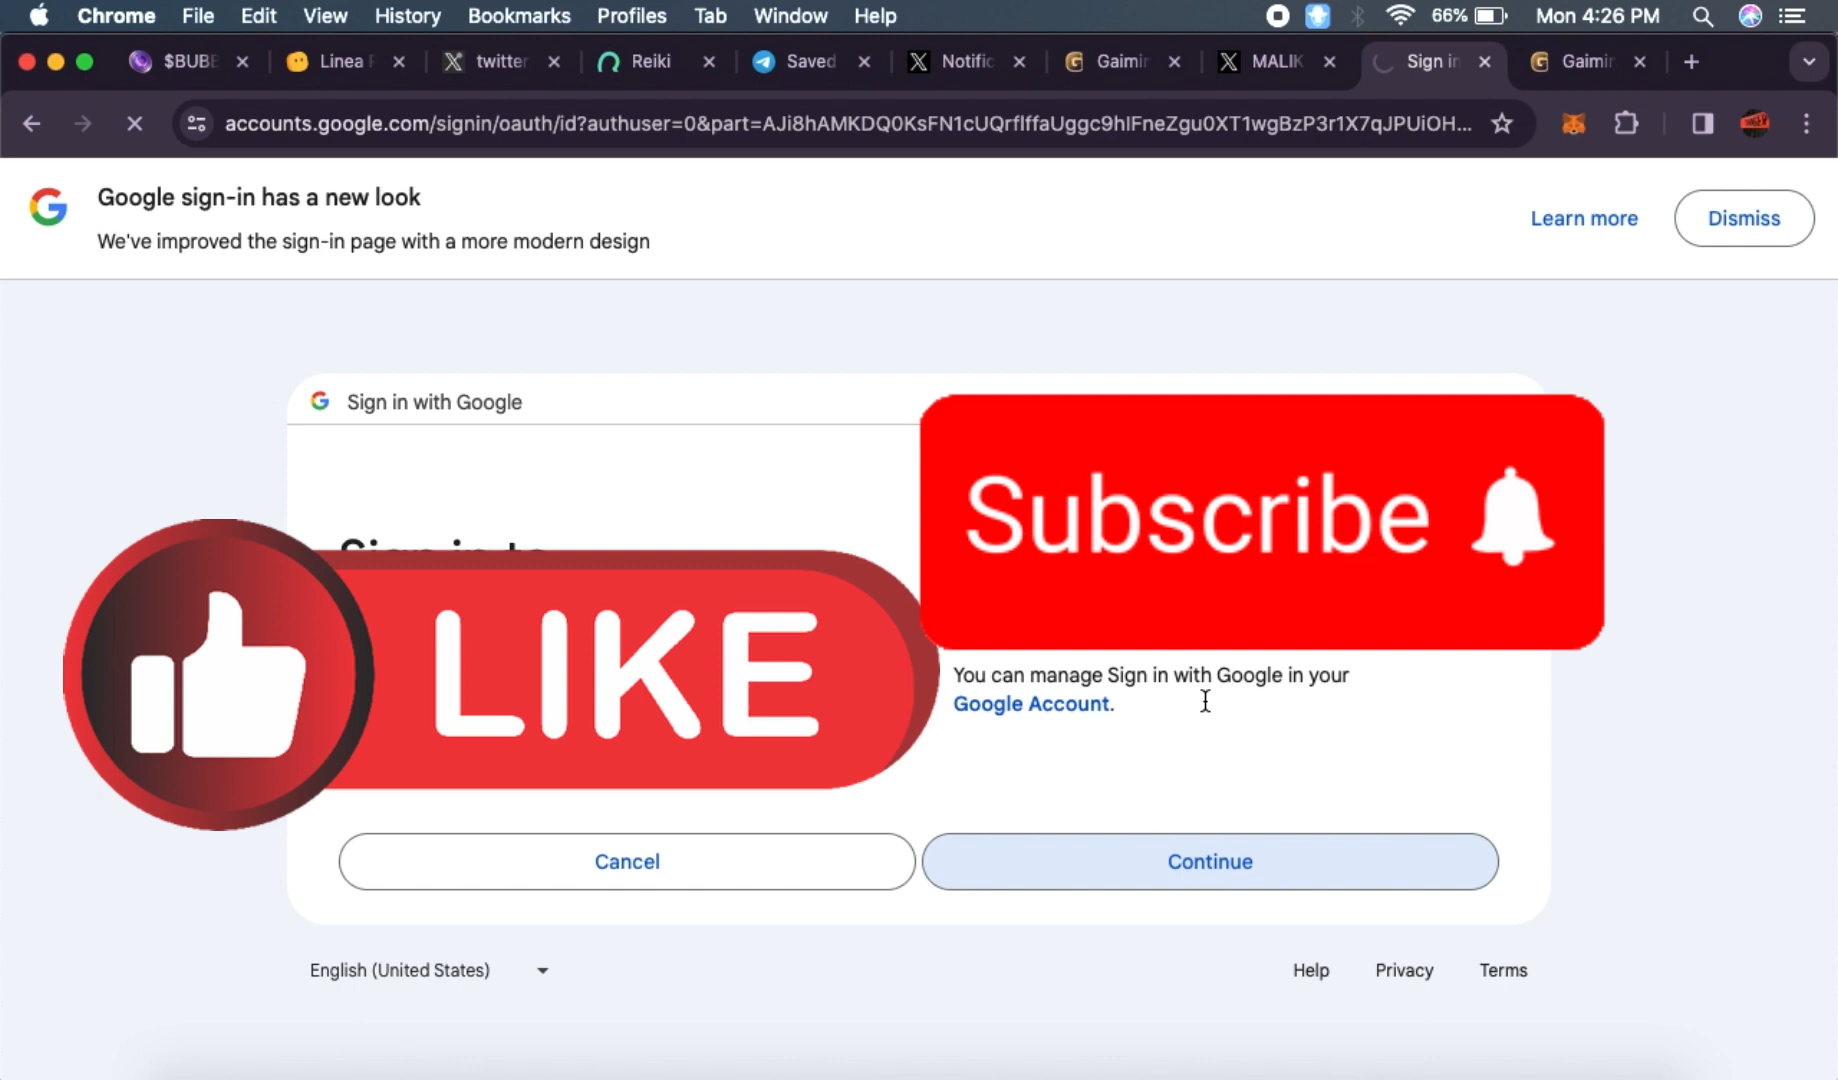 Chrome File Edit View History Bookmarks Profiles Tab Window Help 66% Mon 4:26 PM
$BUBB Linea twitter Reiki Saved Notific Gaimin MALIK Sign in Gaimin
accounts.google.com/signin/oauth/id?authuser=0&part=
Google sign-in has a new look
We've improved the sign-in page with a more modern design
Learn more
Dismiss
Sign in with Google
Subscribe
LIKE
You can manage Sign in with Google in your
Google Account.
Cancel
Continue
English (United States)
Help Privacy Terms